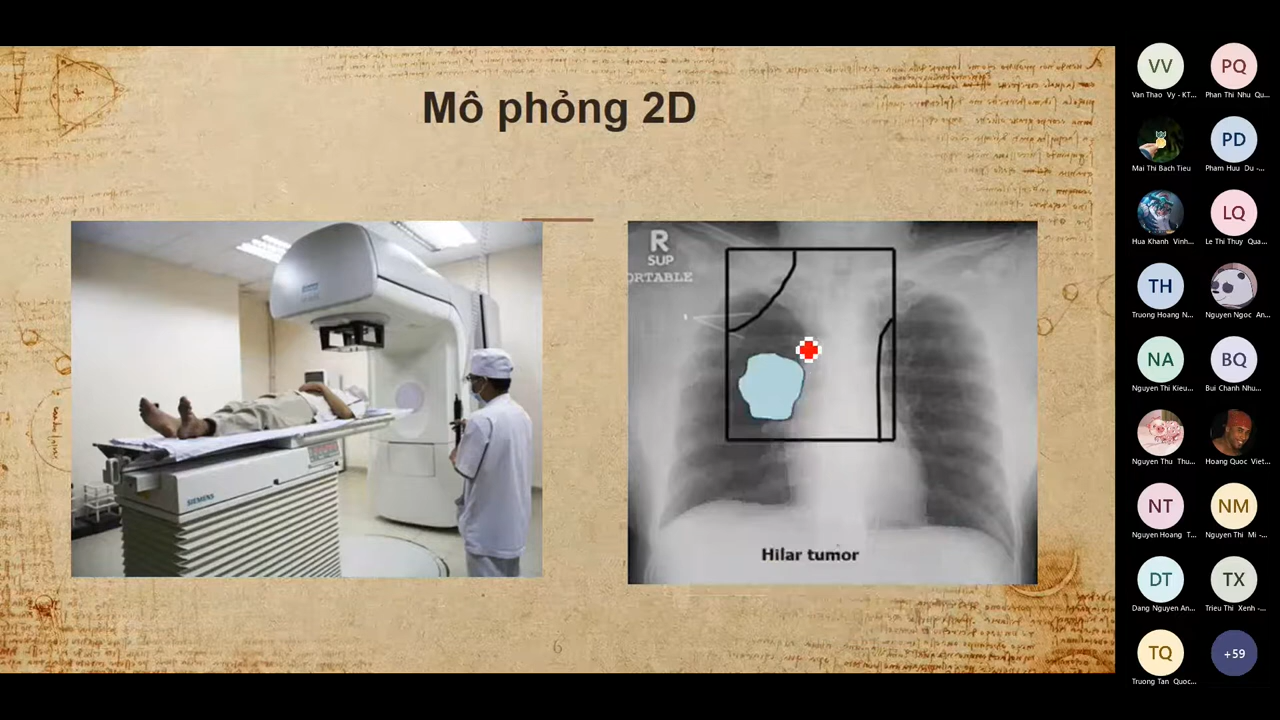 Mô phỏng 2D
SIEMENS
R
SUP
ORTABLE
Hilar tumor
6
VV
Van Thao Vy - KT...
PQ
Phan Thi Nhu Qu...
Mai Thi Bach Tieu
PD
Pham Huu Du -...
Hua Khanh Vinh...
LQ
Le Thi Thuy Qua...
TH
Truong Hoang N...
Nguyen Ngoc An...
NA
Nguyen Thi Kieu...
BQ
Bui Chanh Nhu...
Nguyen Thu Thu...
Hoang Quoc Viet...
NT
Nguyen Hoang T...
NM
Nguyen Thi Mi -...
DT
Dang Nguyen An...
TX
Trieu Thi Xenh -...
TQ
Truong Tan Quoc...
+59